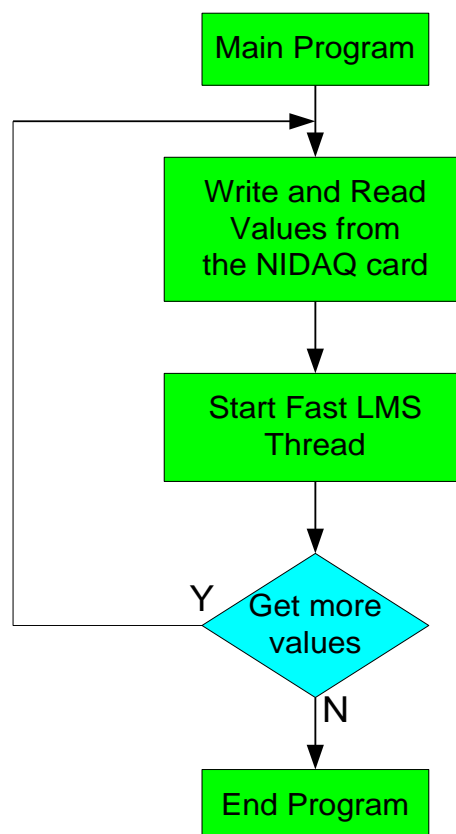 Main Program
Write and Read
Values from
the NIDAQ card
Start Fast LMS
Thread
Y
Get more
values
N
End Program